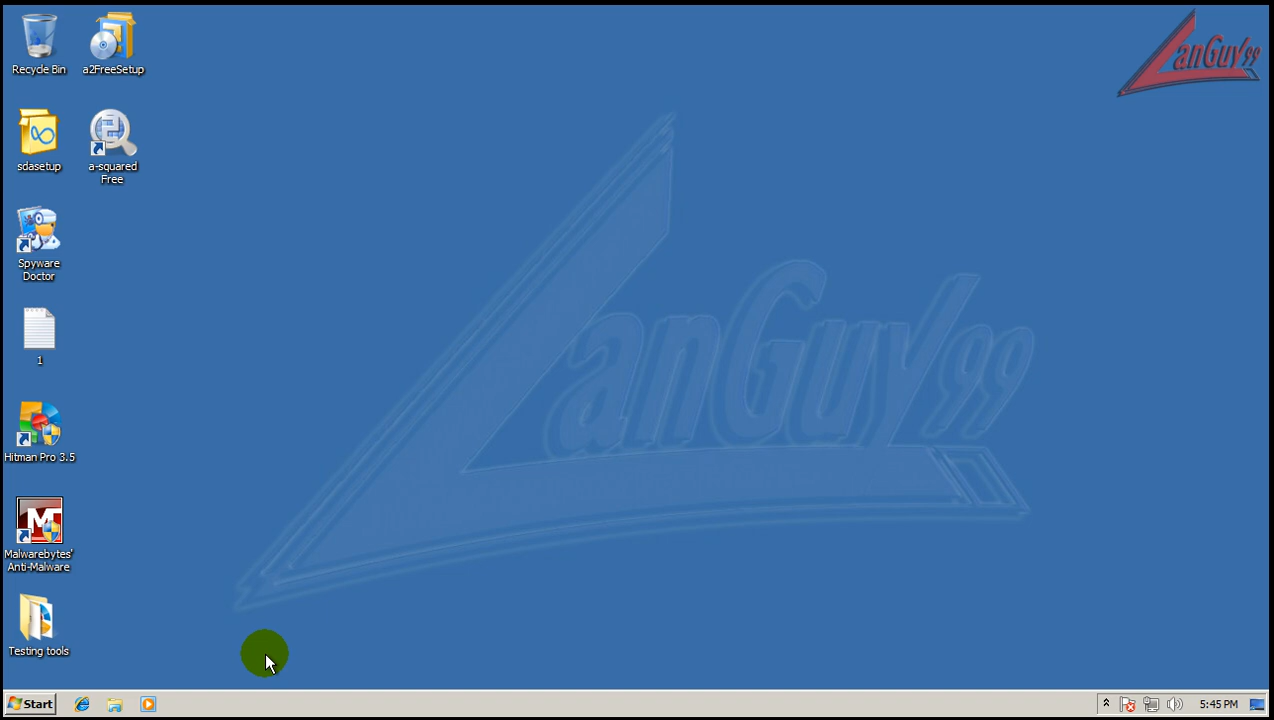 Recycle Bin
a2FreeSetup
sdasetup
a-squared
Free
Spyware
Doctor
1
Hitman Pro 3.5
Malwarebytes'
Anti-Malware
Testing tools
LanGuy99
LanGuy99
Start
5:45 PM